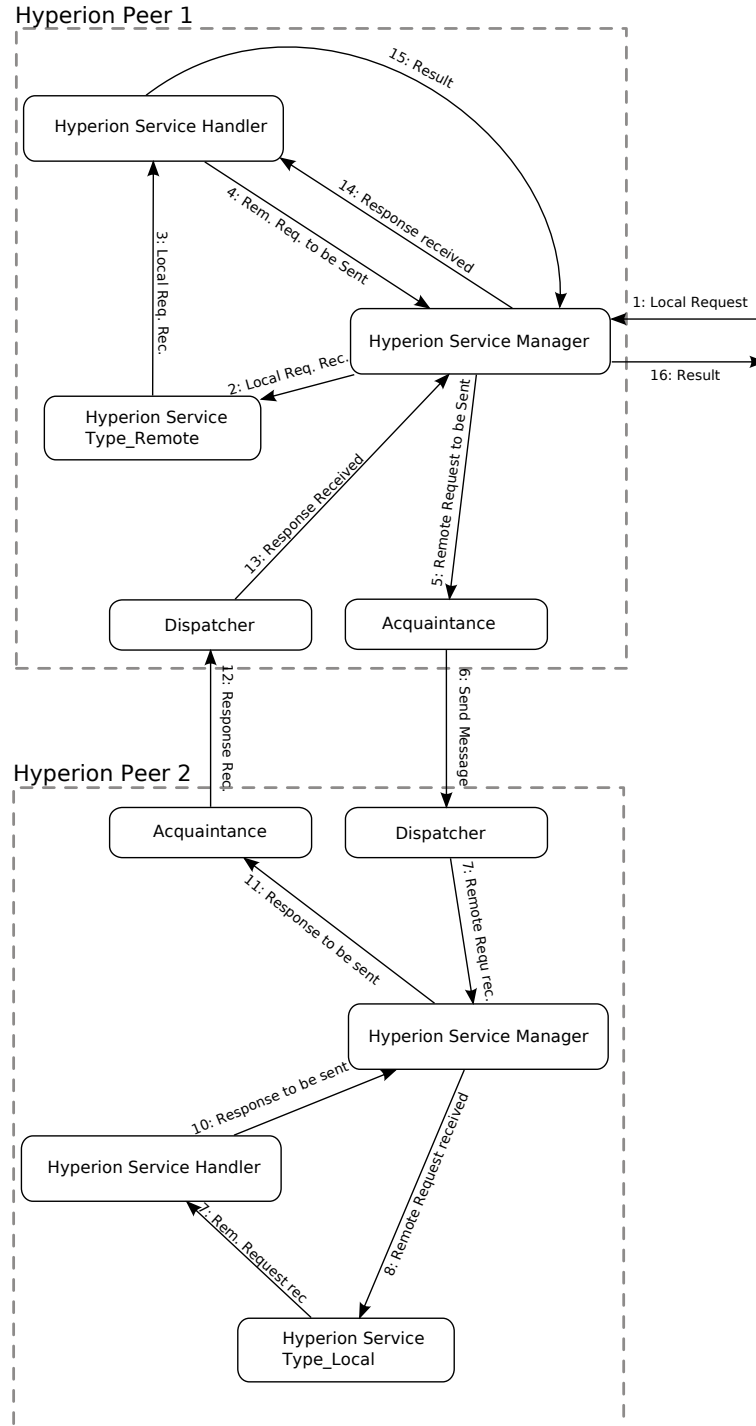 Hyperion Peer 1
15: Result
Hyperion Service Handler
14: Response received
4: Rem. Req. to be Sent
3: Local Req. Rec.
1: Local Request
Hyperion Service Manager
2: Local Req. Rec.
16: Result
Hyperion Service
Type_Remote
5: Remote Request to be Sent
13: Response Received
Dispatcher
Acquaintance
12: Response Rec.
6: Send Message
Hyperion Peer 2
Acquaintance
Dispatcher
7: Remote Requ rec.
11: Response to be sent
Hyperion Service Manager
10: Response to be sent
8: Remote Request received
Hyperion Service Handler
7: Rem. Request rec
Hyperion Service
Type_Local